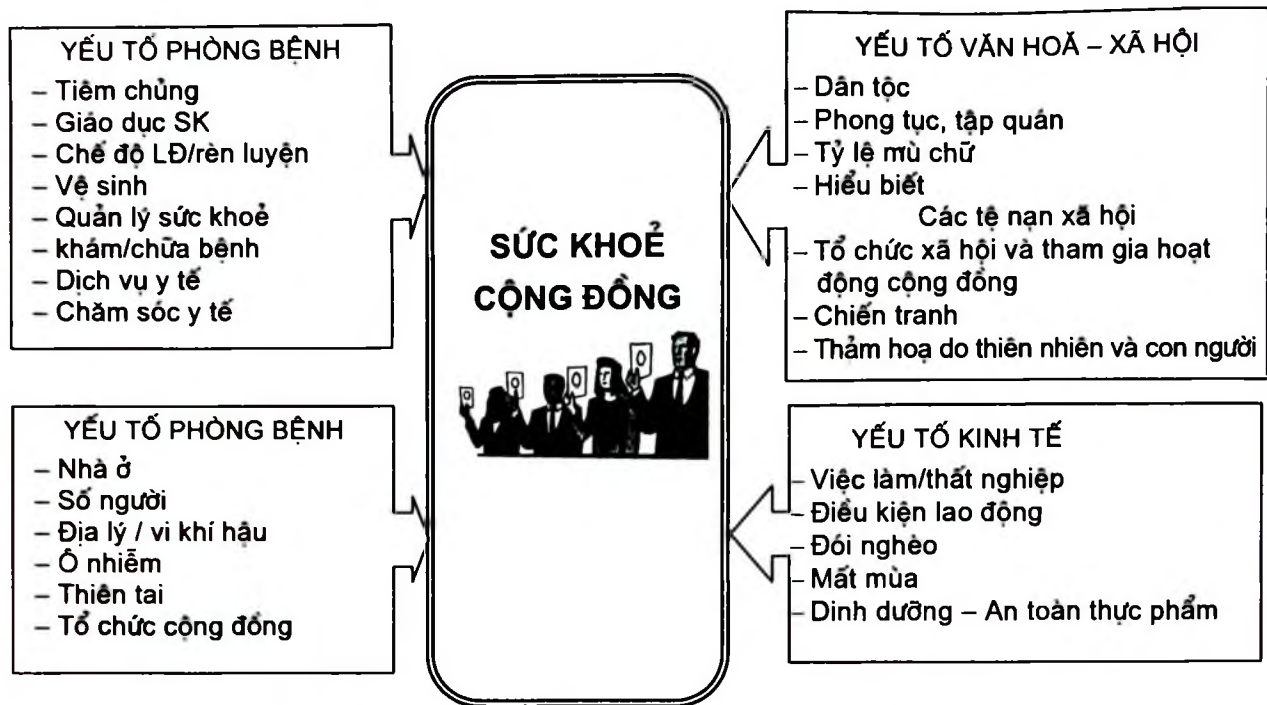 YẾU TỐ PHÒNG BỆNH
– Tiêm chủng
– Giáo dục SK
– Chế độ LĐ/rèn luyện
– Vệ sinh
– Quản lý sức khoẻ
– khám/chữa bệnh
– Dịch vụ y tế
– Chăm sóc y tế
YẾU TỐ PHÒNG BỆNH
– Nhà ở
– Số người
– Địa lý / vi khí hậu
– Ô nhiễm
– Thiên tai
– Tổ chức cộng đồng
SỨC KHOẺ
CỘNG ĐỒNG
YẾU TỐ VĂN HOÁ – XÃ HỘI
– Dân tộc
– Phong tục, tập quán
– Tỷ lệ mù chữ
– Hiểu biết
Các tệ nạn xã hội
– Tổ chức xã hội và tham gia hoạt
động cộng đồng
– Chiến tranh
– Thảm hoạ do thiên nhiên và con người
YẾU TỐ KINH TẾ
– Việc làm/thất nghiệp
– Điều kiện lao động
– Đói nghèo
– Mất mùa
– Dinh dưỡng – An toàn thực phẩm